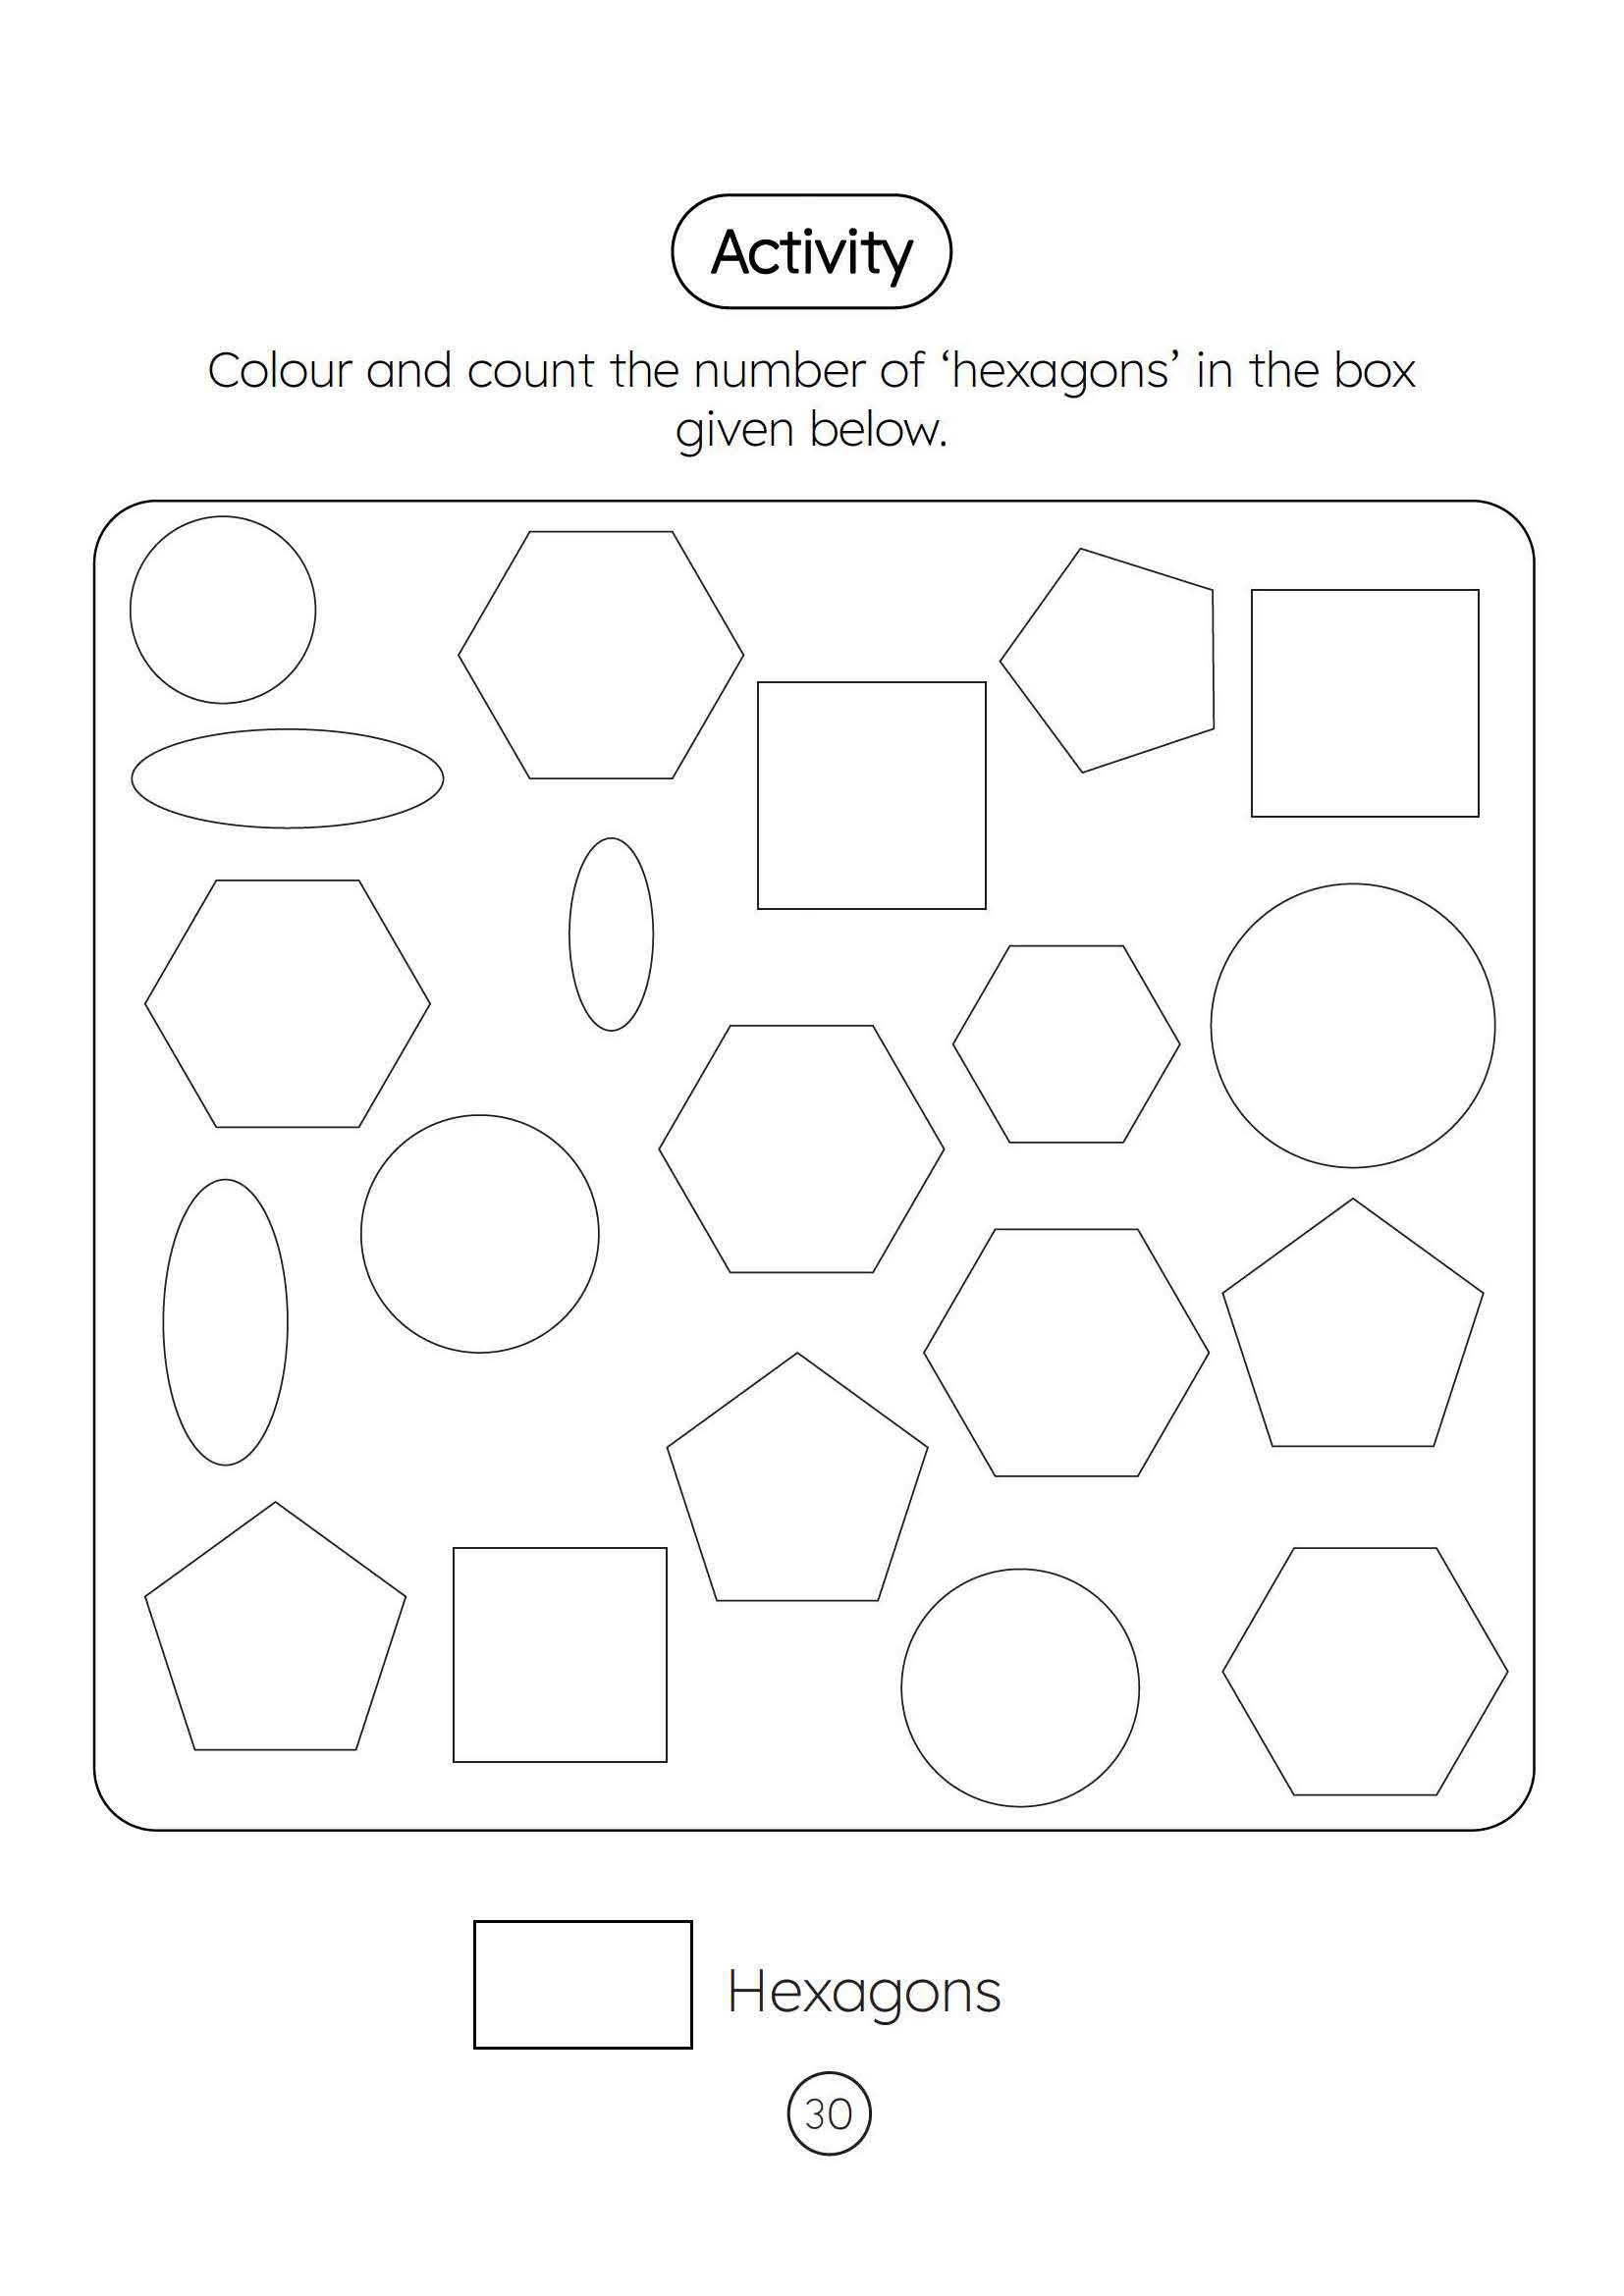 Activity
Colour and count the number of ‘hexagons’ in the box
given below.
Hexagons
30